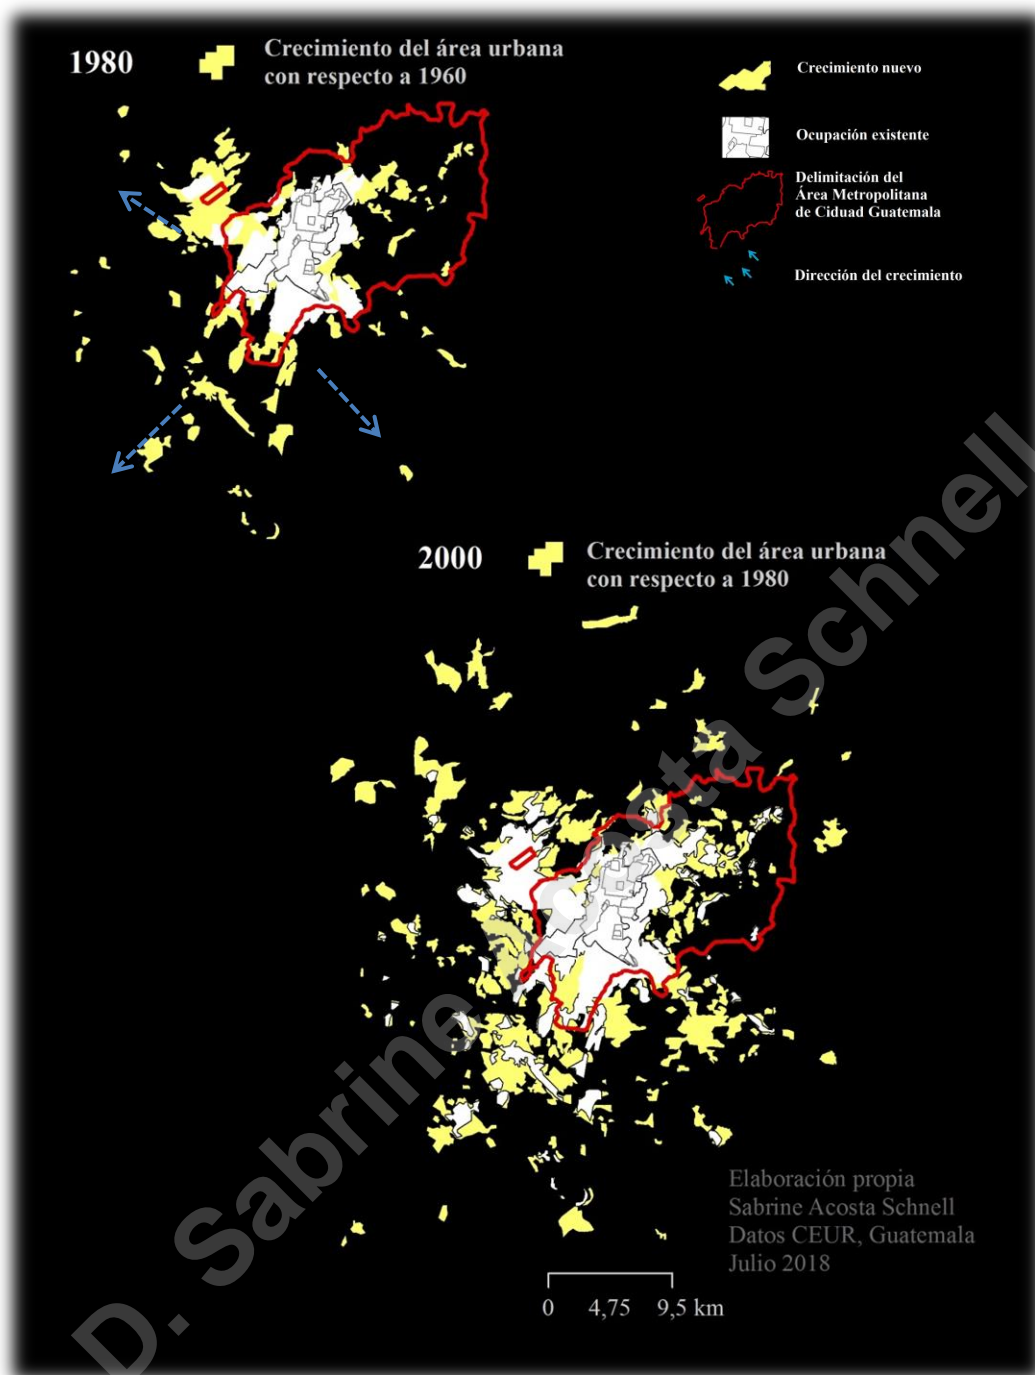 1980
Crecimiento del área urbana
con respecto a 1960
Crecimiento nuevo
Ocupación existente
Delimitación del
Área Metropolitana
de Ciduad Guatemala
Dirección del crecimiento
2000
Crecimiento del área urbana
con respecto a 1980
Elaboración propia
Sabrine Acosta Schnell
Datos CEUR, Guatemala
Julio 2018
0 4,75 9,5 km
D. Sabrine Acosta Schnell